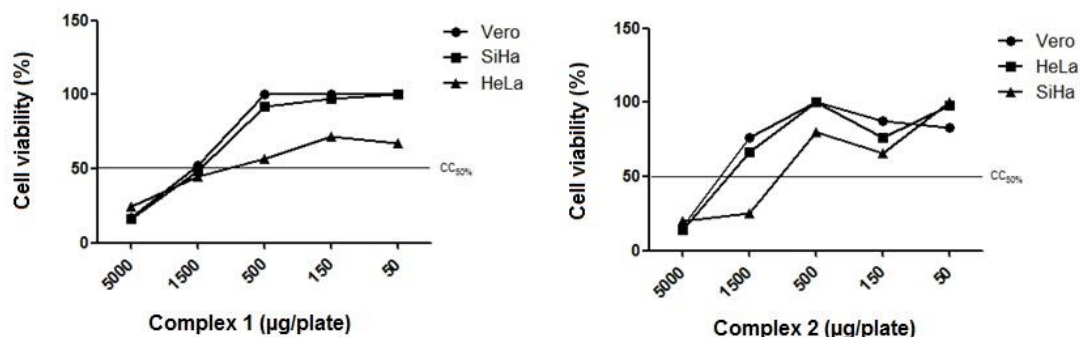 150
100
50
0
Cell viability (%)
Vero
SiHa
HeLa
CC50%
5000
1500
500
150
50
Complex 1 (µg/plate)
150
100
50
0
Cell viability (%)
Vero
HeLa
SiHa
CC50%
5000
1500
500
150
50
Complex 2 (µg/plate)